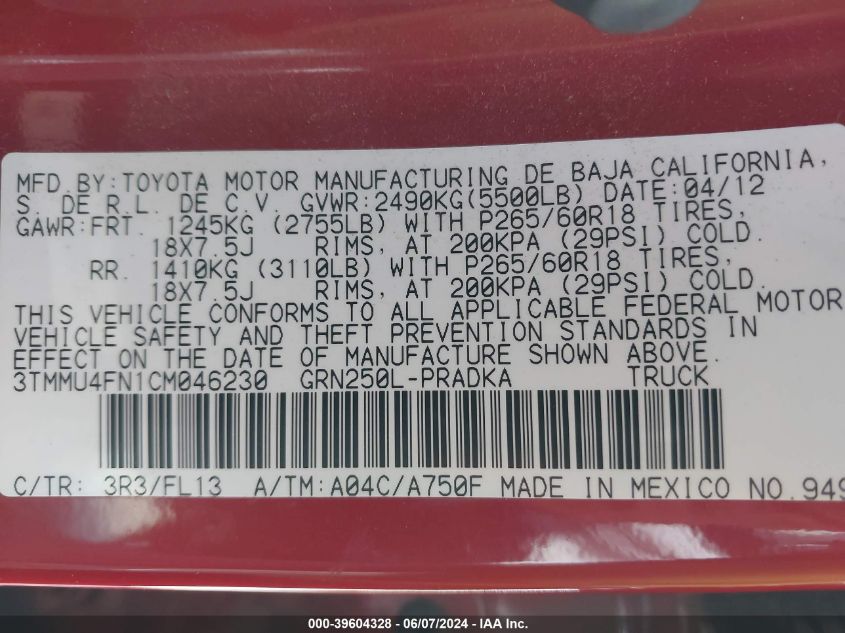 MFD.BY:TOYOTA MOTOR MANUFACTURING DE BAJA CALIFORNIA,
S. DE R.L. DE C.V. GVWR:2490KG(5500LB) DATE:04/12
GAWR:FRT. 1245KG (2755LB) WITH P265/60R18 TIRES,
18X7.5J RIMS, AT 200KPA (29PSI) COLD.
RR. 1410KG (3110LB) WITH P265/60R18 TIRES,
18X7.5J RIMS, AT 200KPA (29PSI) COLD.
THIS VEHICLE CONFORMS TO ALL APPLICABLE FEDERAL MOTOR
VEHICLE SAFETY AND THEFT PREVENTION STANDARDS IN
EFFECT ON THE DATE OF MANUFACTURE SHOWN ABOVE.
3TMMU4FN1CM046230 GRN250L-PRADKA TRUCK
C/TR: 3R3/FL13 A/TM:A04C/A750F MADE IN MEXICO NO.949
000-39604328 - 06/07/2024 - IAA, Inc.